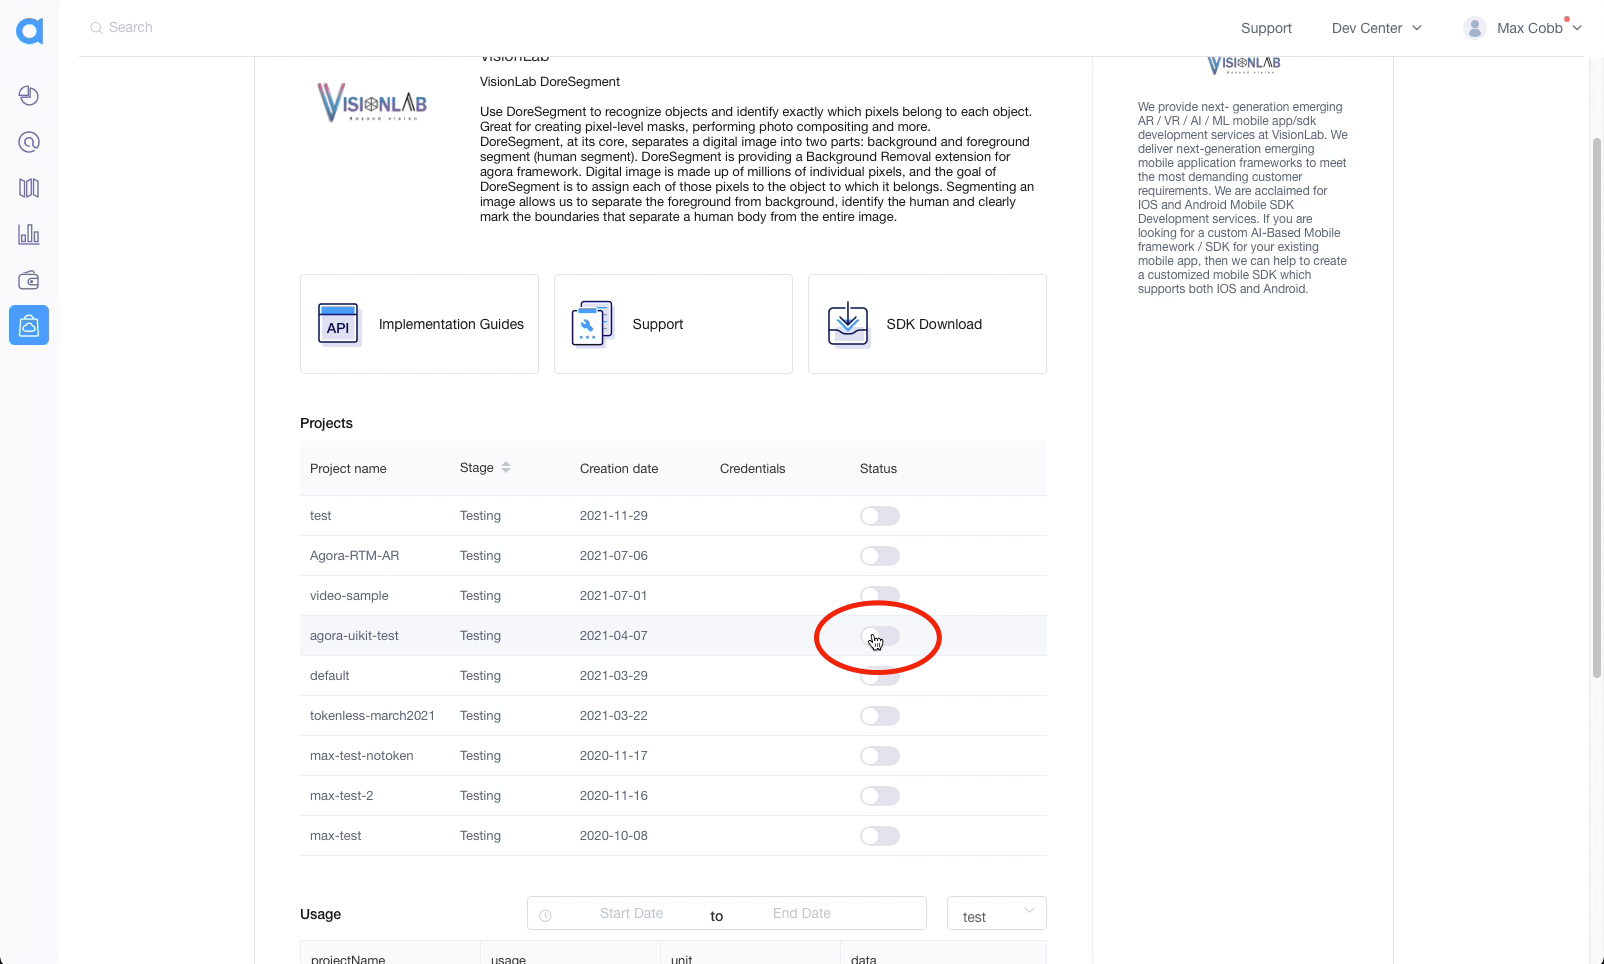 Search
Support
Dev Center
Max Cobb
VisionLab
VisionLab DoreSegment
VISIONLAB
Beyond vision
Use DoreSegment to recognize objects and identify exactly which pixels belong to each object.
Great for creating pixel-level masks, performing photo compositing and more.
DoreSegment, at its core, separates a digital image into two parts: background and foreground
segment (human segment). DoreSegment is providing a Background Removal extension for
agora framework. Digital image is made up of millions of individual pixels, and the goal of
DoreSegment is to assign each of those pixels to the object to which it belongs. Segmenting an
image allows us to separate the foreground from background, identify the human and clearly
mark the boundaries that separate a human body from the entire image.
VISIONLAB
Beyond vision
We provide next- generation emerging
AR / VR / AI / ML mobile app/sdk
development services at VisionLab. We
deliver next-generation emerging
mobile application frameworks to meet
the most demanding customer
requirements. We are acclaimed for
IOS and Android Mobile SDK
Development services. If you are
looking for a custom AI-Based Mobile
framework / SDK for your existing
mobile app, then we can help to create
a customized mobile SDK which
supports both IOS and Android.
API
Implementation Guides
Support
SDK Download
Projects
Project name Stage Creation date Credentials Status
test Testing 2021-11-29
Agora-RTM-AR Testing 2021-07-06
video-sample Testing 2021-07-01
agora-uikit-test Testing 2021-04-07
default Testing 2021-03-29
tokenless-march2021 Testing 2021-03-22
max-test-notoken Testing 2020-11-17
max-test-2 Testing 2020-11-16
max-test Testing 2020-10-08
Usage
Start Date to End Date
test
projectName usage unit data